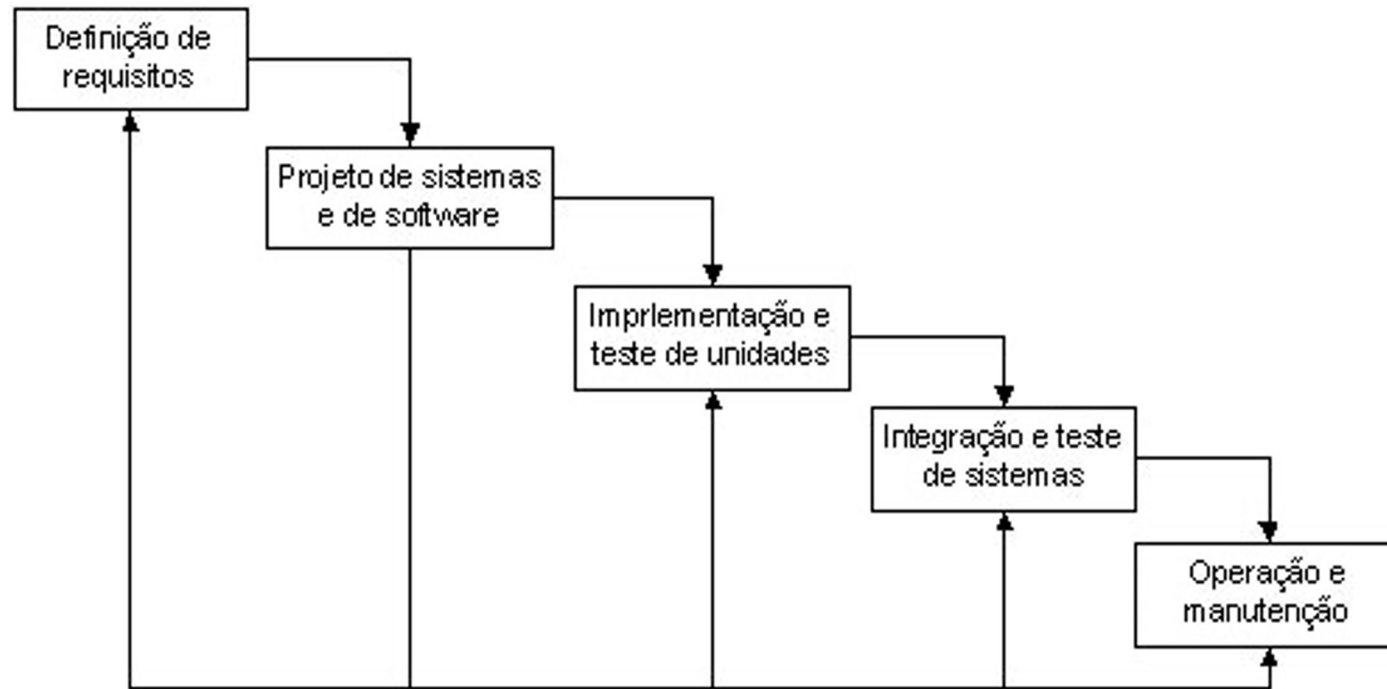 Definição de
requisitos
Projeto de sistemas
e de software
Imprlementação e
teste de unidades
Integração e teste
de sistemas
Operação e
manutenção